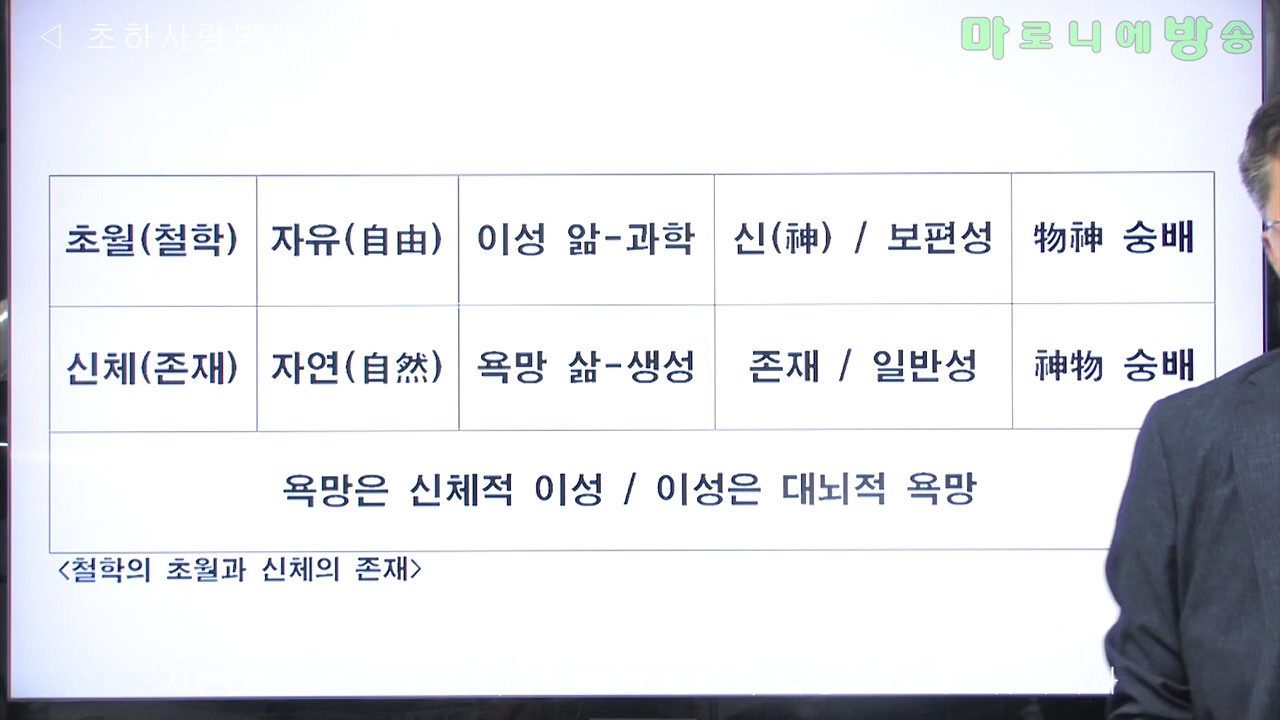 ◁ 초하사랑방
마로니에방송
초월(철학) 자유(自由) 이성 앎-과학 신(神) / 보편성 物神 숭배
신체(존재) 자연(自然) 욕망 삶-생성 존재 / 일반성 神物 숭배
욕망은 신체적 이성 / 이성은 대뇌적 욕망
<철학의 초월과 신체의 존재>